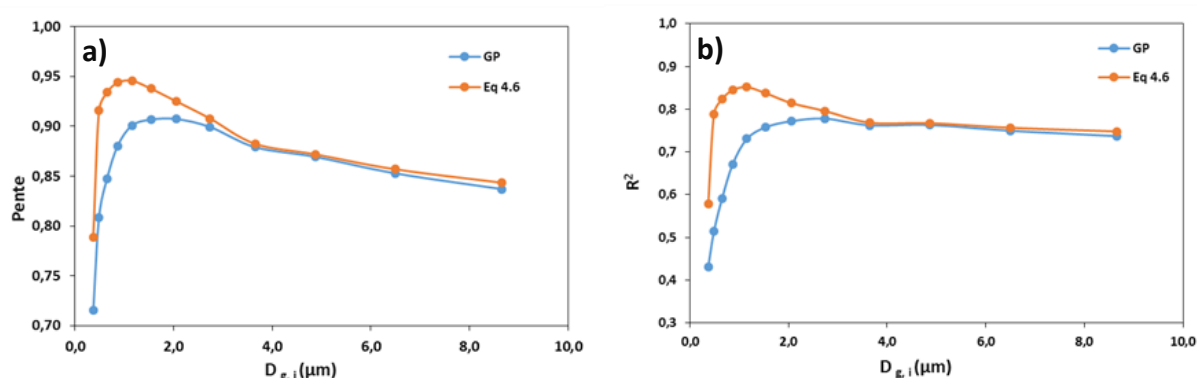 a)
GP
Eq 4.6
Pente
1,00
0,95
0,90
0,85
0,80
0,75
0,70
0,0 2,0 4,0 6,0 8,0 10,0
D g, i (µm)
b)
GP
Eq 4.6
R²
1,0
0,9
0,8
0,7
0,6
0,5
0,4
0,3
0,0 2,0 4,0 6,0 8,0 10,0
D g, i (µm)